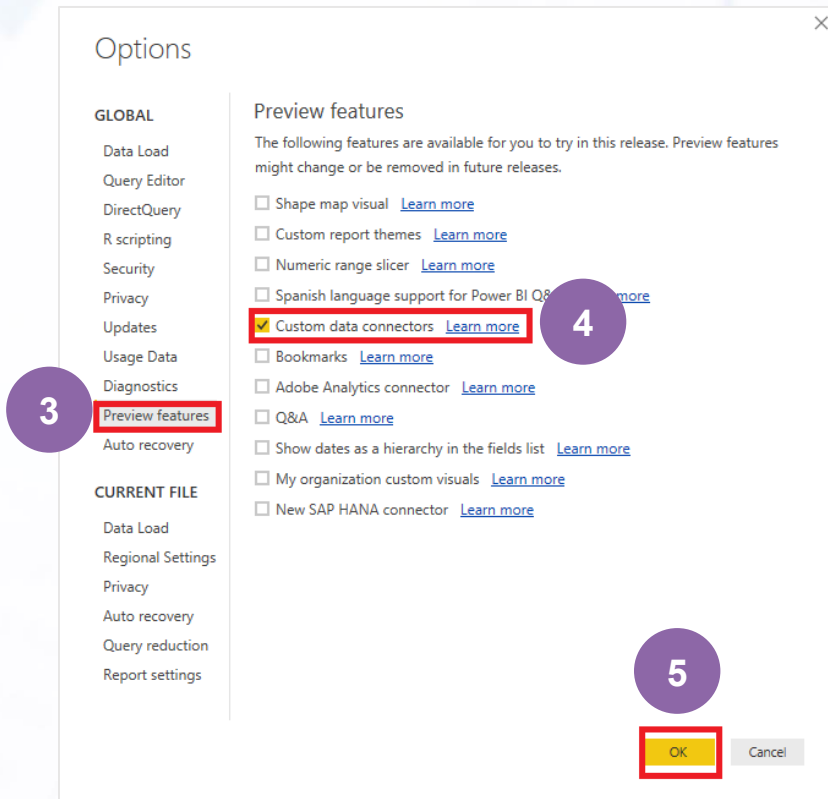 Options
GLOBAL
Data Load
Query Editor
DirectQuery
R scripting
Security
Privacy
Updates
Usage Data
Diagnostics
3
Preview features
Auto recovery
CURRENT FILE
Data Load
Regional Settings
Privacy
Auto recovery
Query reduction
Report settings
Preview features
The following features are available for you to try in this release. Preview features
might change or be removed in future releases.
Shape map visual Learn more
Custom report themes Learn more
Numeric range slicer Learn more
Spanish language support for Power BI more
Custom data connectors Learn more
4
Bookmarks Learn more
Adobe Analytics connector Learn more
Q&A Learn more
Show dates as a hierarchy in the fields list Learn more
My organization custom visuals Learn more
New SAP HANA connector Learn more
5
OK Cancel